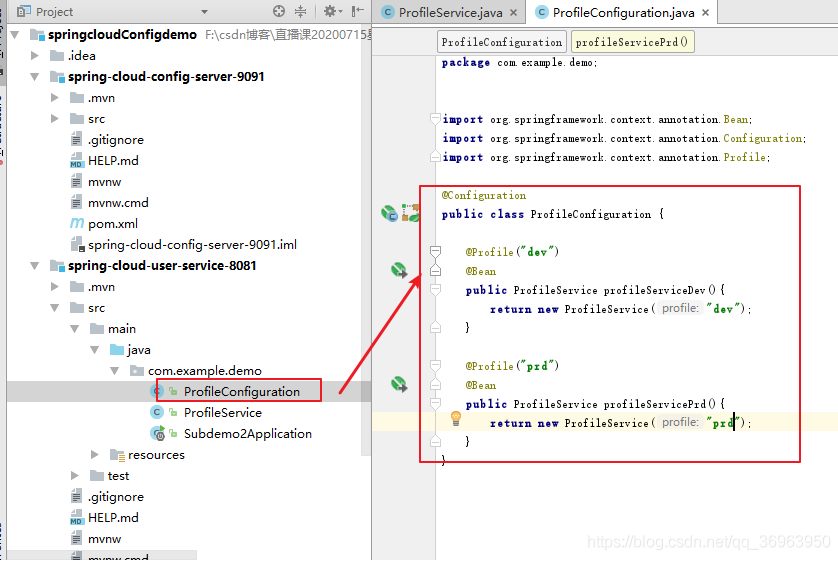 Project
springcloudConfigdemo F:\csdn博客\直播课20200715星
.idea
spring-cloud-config-server-9091
.mvn
src
.gitignore
HELP.md
mvnw
mvnw.cmd
pom.xml
spring-cloud-config-server-9091.iml
spring-cloud-user-service-8081
.mvn
src
main
java
com.example.demo
ProfileConfiguration
ProfileService
Subdemo2Application
resources
test
.gitignore
HELP.md
mvnw
mvnw.cmd
ProfileService.java
ProfileConfiguration.java
ProfileConfiguration
profileServicePrd()
package com.example.demo;
import org.springframework.context.annotation.Bean;
import org.springframework.context.annotation.Configuration;
import org.springframework.context.annotation.Profile;
@Configuration
public class ProfileConfiguration {
@Profile("dev")
@Bean
public ProfileService profileServiceDev(){
return new ProfileService( profile: "dev");
}
@Profile("prd")
@Bean
public ProfileService profileServicePrd(){
return new ProfileService( profile: "prd");
}
}
https://blog.csdn.net/qq_36963950